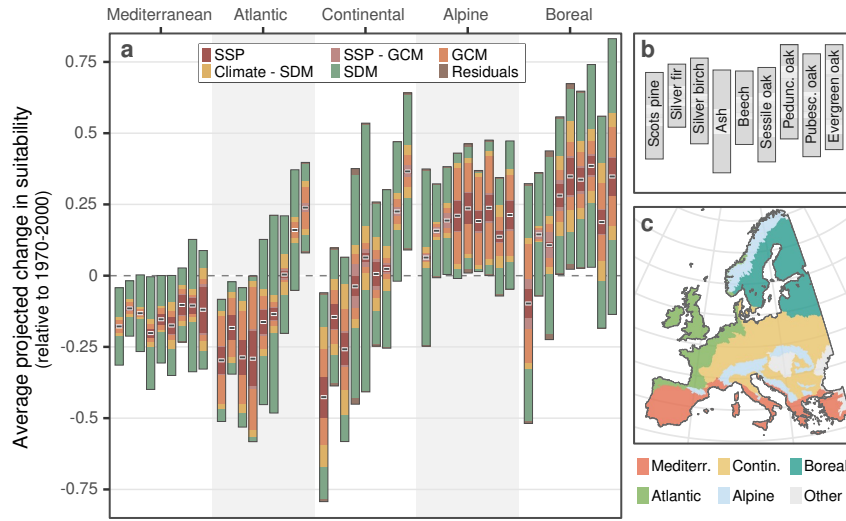 Mediterranean Atlantic Continental Alpine Boreal
a
SSP SSP - GCM GCM
Climate - SDM SDM Residuals
Average projected change in suitability
(relative to 1970-2000)
0.75
0.5
0.25
0
-0.25
-0.5
-0.75
b
Scots pine
Silver fir
Silver birch
Ash
Beech
Sessile oak
Pedunc. oak
Pubesc. oak
Evergreen oak
c
Mediterr. Contin. Boreal
Atlantic Alpine Other